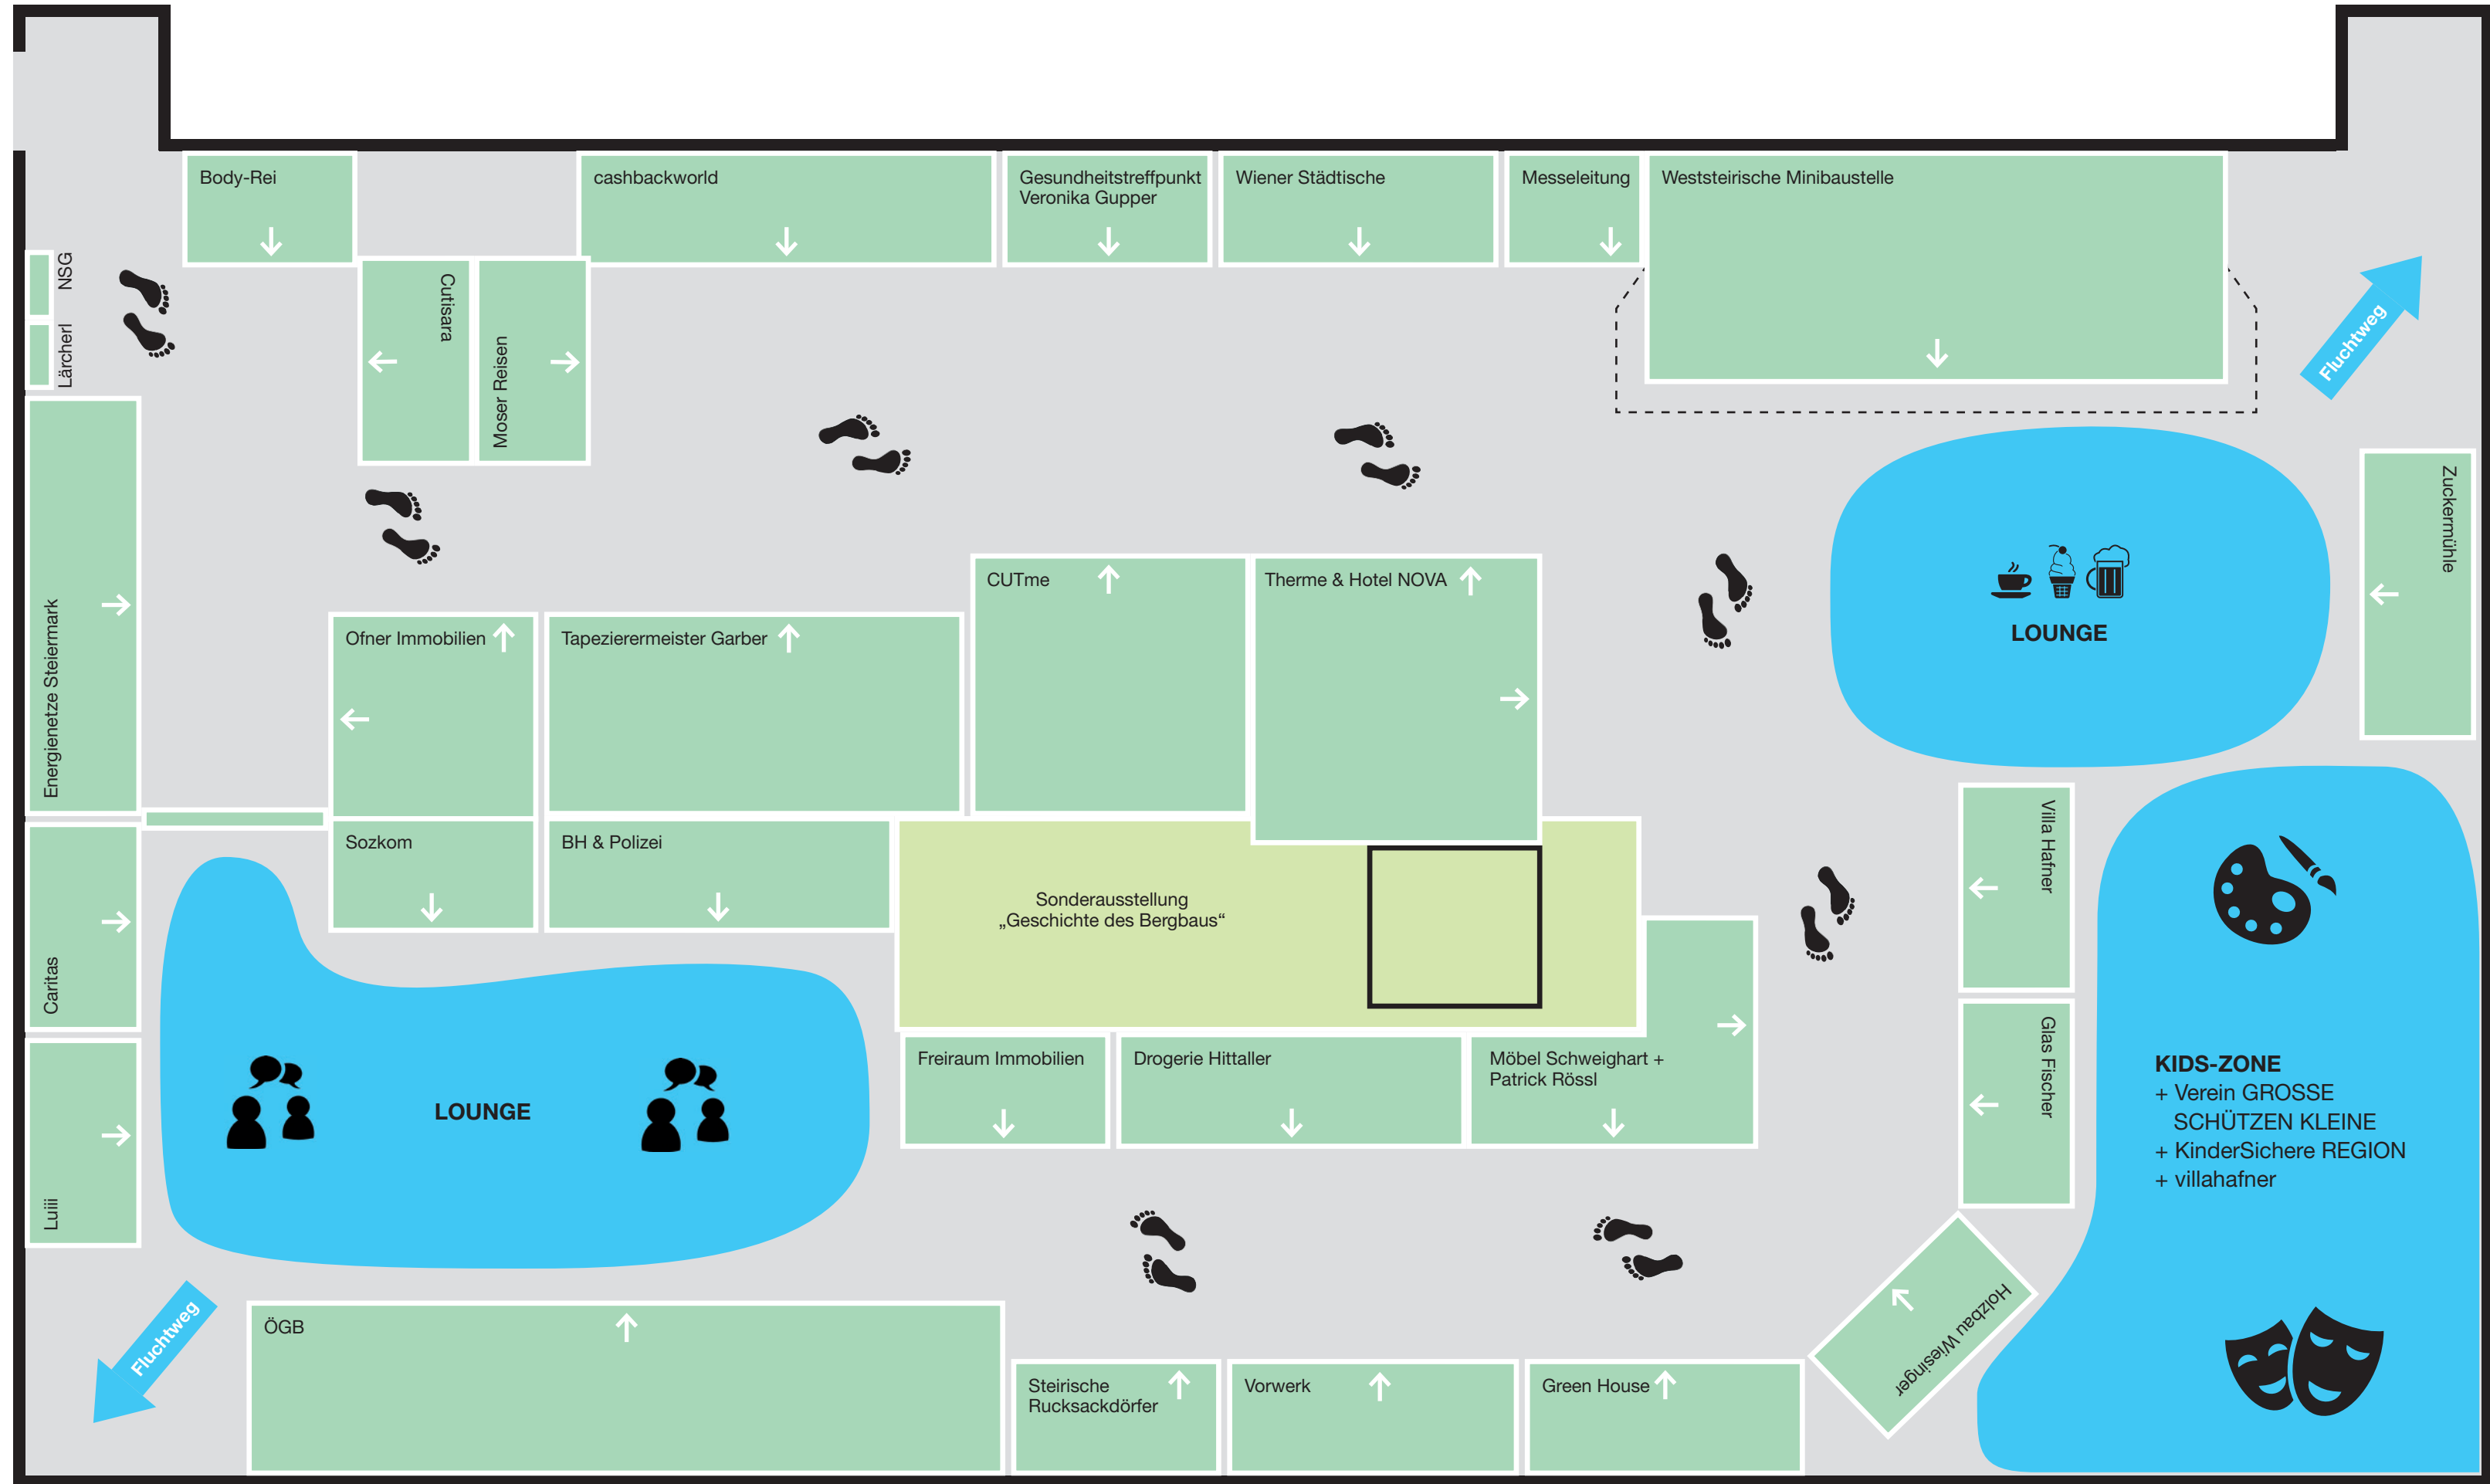 Body-Rei
cashbackworld
Gesundheitstreffpunkt
Veronika Gupper
Wiener Städtische
Messeleitung
Weststeirische Minibaustelle
NSG
Lärcherl
Cutisara
Moser Reisen
Fluchtweg
Zuckermühle
LOUNGE
Energienetze Steiermark
Ofner Immobilien
Tapezierermeister Garber
CUTme
Therme & Hotel NOVA
Sozkom
BH & Polizei
Sonderausstellung
„Geschichte des Bergbaus“
Villa Hafner
Caritas
Luiii
LOUNGE
Freiraum Immobilien
Drogerie Hittaller
Möbel Schweighart +
Patrick Rössl
Glas Fischer
KIDS-ZONE
+ Verein GROSSE
SCHÜTZEN KLEINE
+ KinderSichere REGION
+ villahafner
Fluchtweg
ÖGB
Steirische
Rucksackdörfer
Vorwerk
Green House
Holzbau Wiesinger